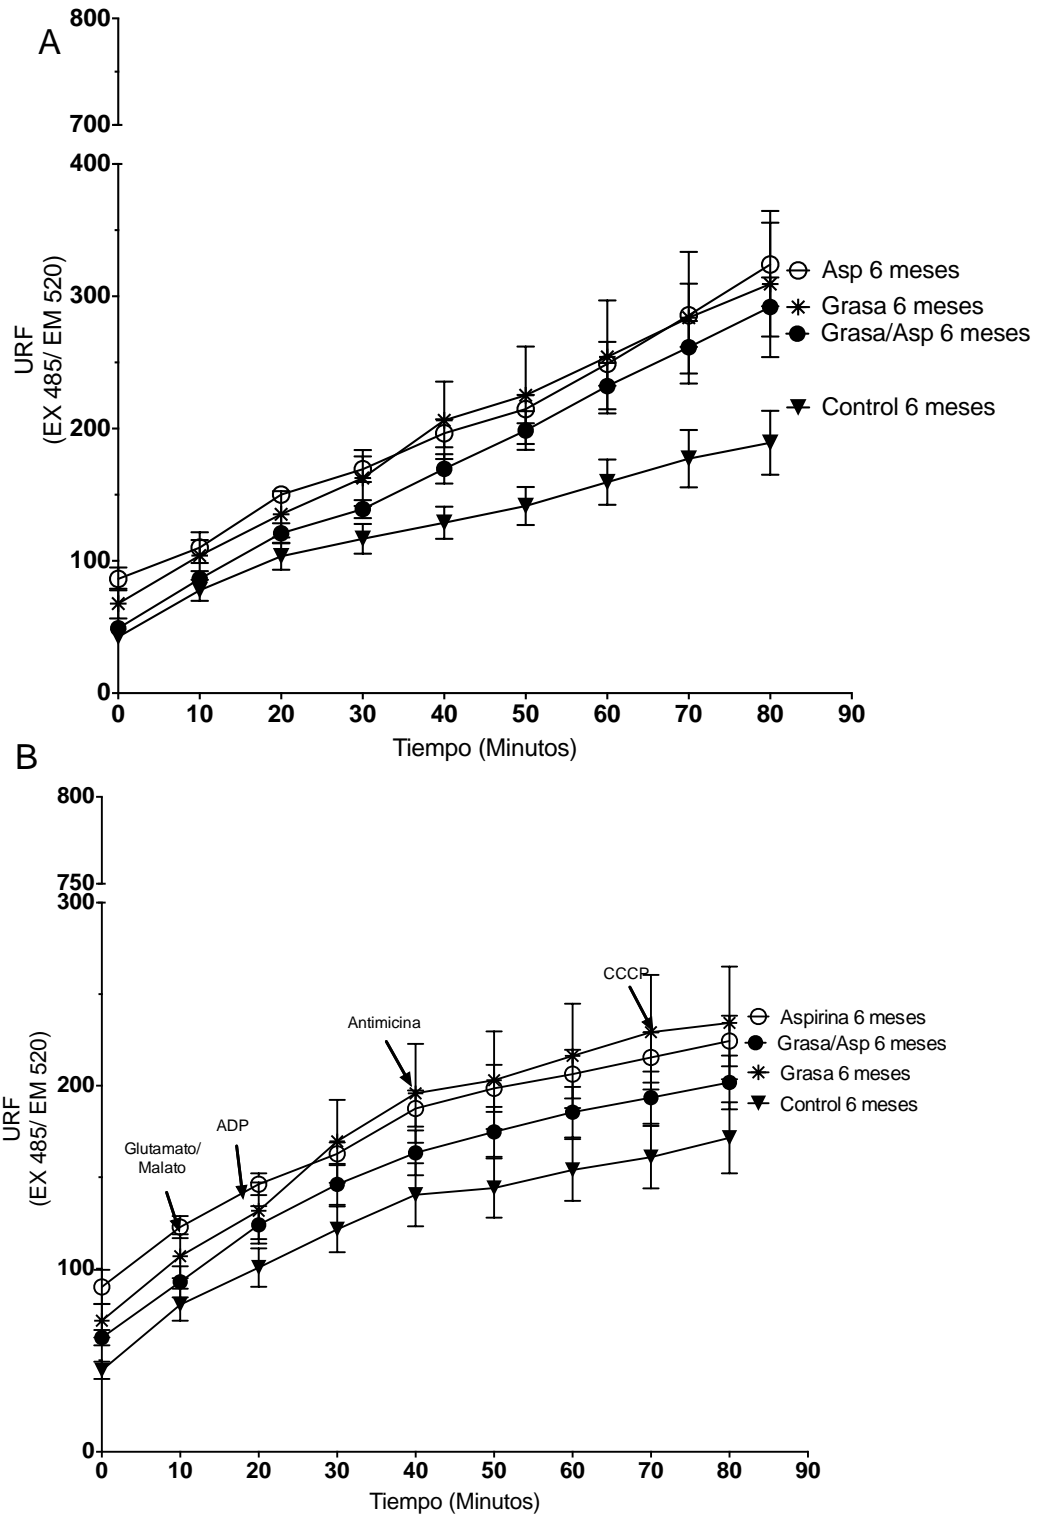 A
800
700
400
300
200
100
0
URF
(EX 485/ EM 520)
Asp 6 meses
Grasa 6 meses
Grasa/Asp 6 meses
Control 6 meses
0 10 20 30 40 50 60 70 80 90
Tiempo (Minutos)
B
800
750
300
200
100
0
URF
(EX 485/ EM 520)
Glutamato/
Malato
ADP
Antimicina
CCCP
Aspirina 6 meses
Grasa/Asp 6 meses
Grasa 6 meses
Control 6 meses
0 10 20 30 40 50 60 70 80 90
Tiempo (Minutos)